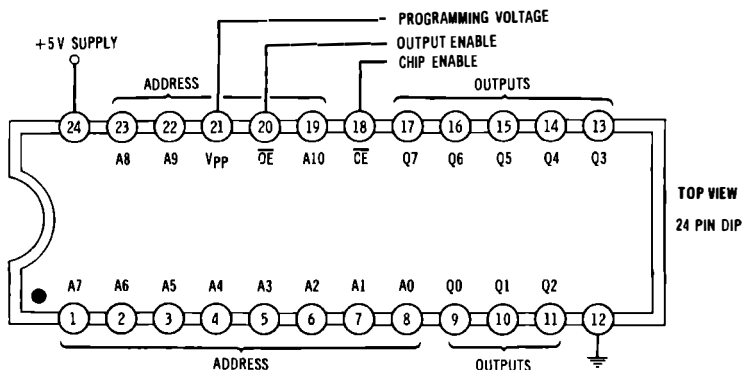 PROGRAMMING VOLTAGE
+5V SUPPLY
OUTPUT ENABLE
CHIP ENABLE
ADDRESS
OUTPUTS
24 23 22 21 20 19 18 17 16 15 14 13
A8 A9 VPP OE A10 CE Q7 Q6 Q5 Q4 Q3
TOP VIEW
24 PIN DIP
A7 A6 A5 A4 A3 A2 A1 A0 Q0 Q1 Q2
1 2 3 4 5 6 7 8 9 10 11 12
ADDRESS
OUTPUTS